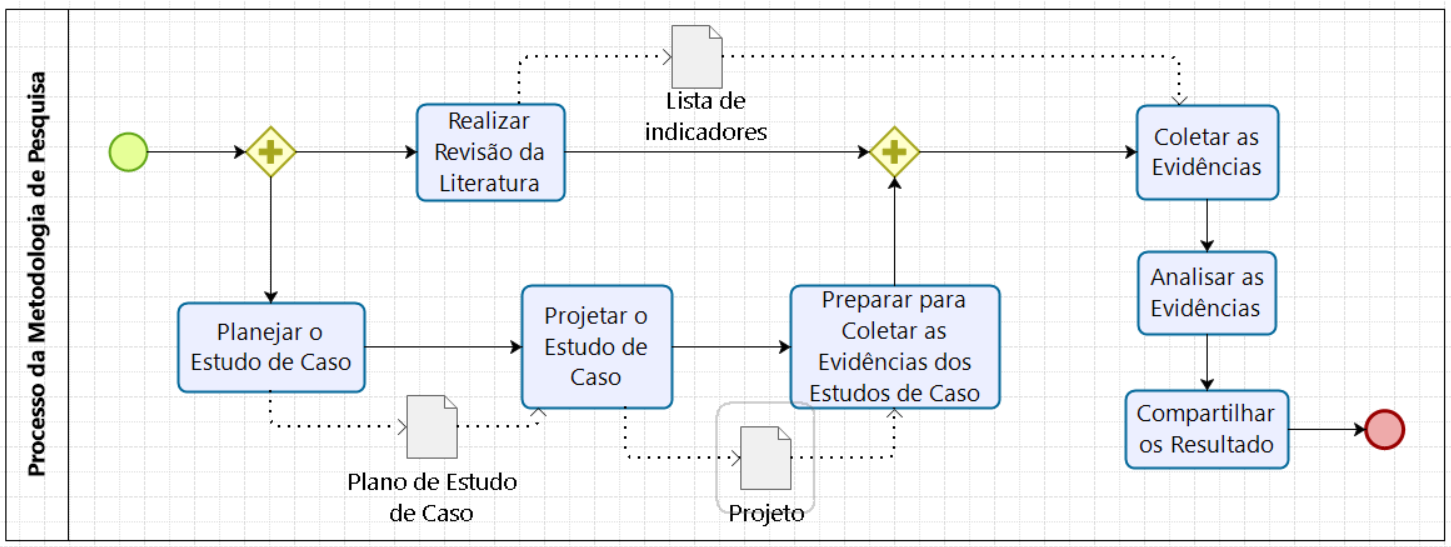 Processo da Metodologia de Pesquisa
Lista de
indicadores
Realizar
Revisão da
Literatura
Coletar as
Evidências
Planejar o
Estudo de Caso
Projetar o
Estudo de
Caso
Preparar para
Coletar as
Evidências dos
Estudos de Caso
Analisar as
Evidências
Compartilhar
os Resultado
Plano de Estudo
de Caso
Projeto